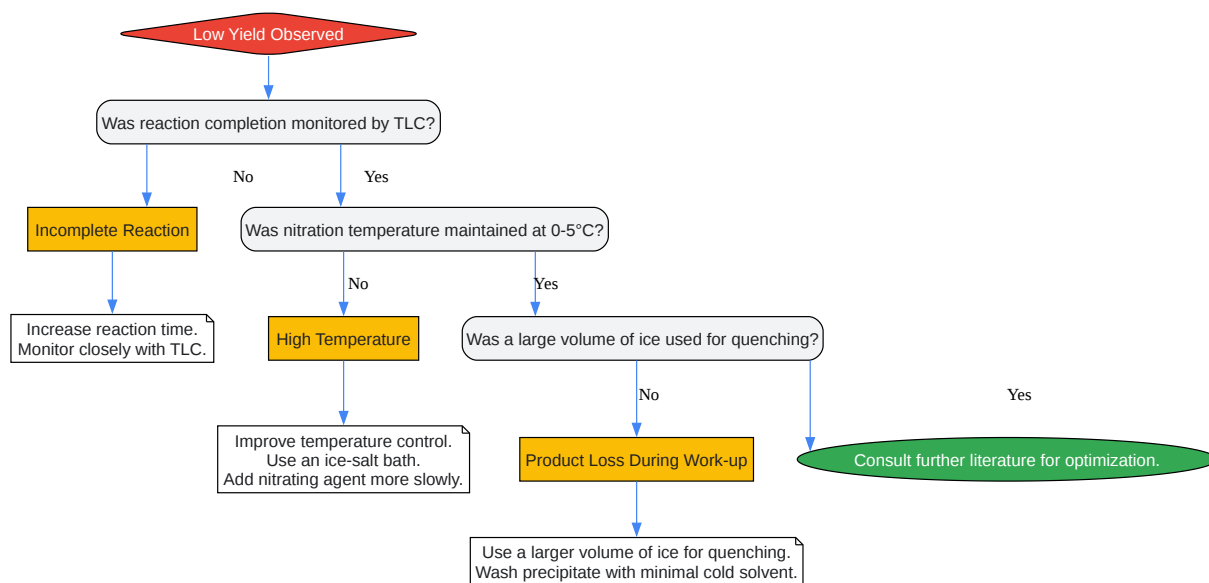 Low Yield Observed
Was reaction completion monitored by TLC?
No
Yes
Incomplete Reaction
Was nitration temperature maintained at 0-5°C?
No
Yes
Increase reaction time.
Monitor closely with TLC.
High Temperature
Was a large volume of ice used for quenching?
No
Yes
Improve temperature control.
Use an ice-salt bath.
Add nitrating agent more slowly.
Product Loss During Work-up
Consult further literature for optimization.
Use a larger volume of ice for quenching.
Wash precipitate with minimal cold solvent.